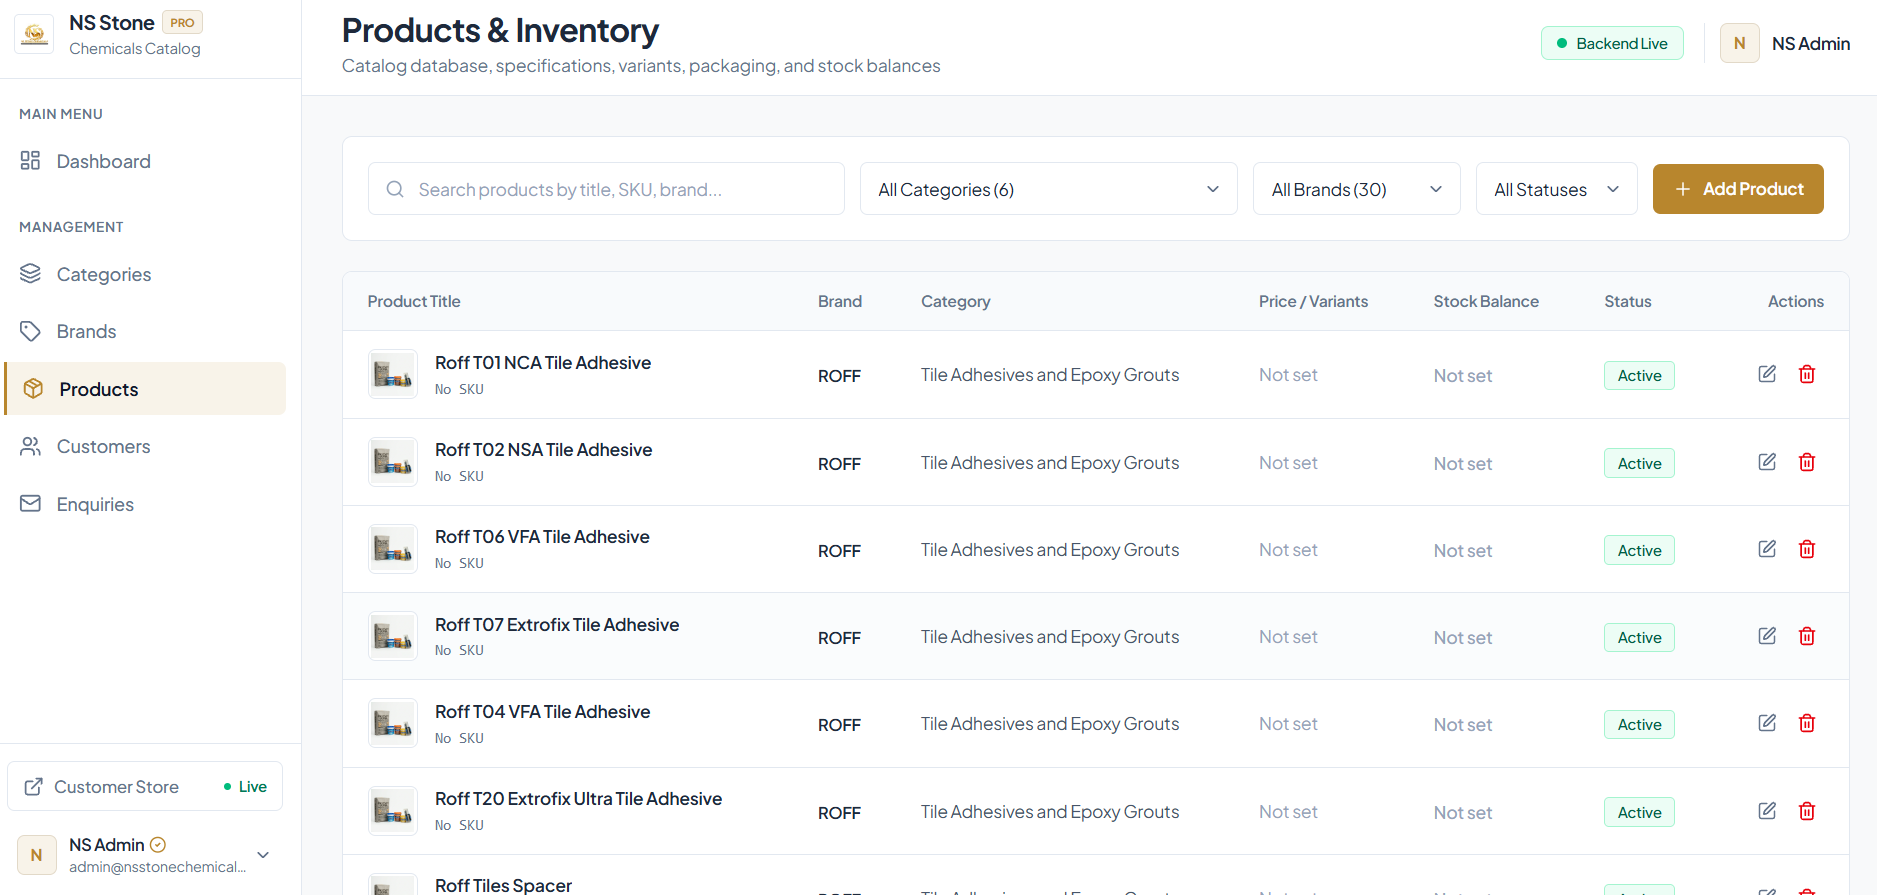 NS Stone PRO
Chemicals Catalog
MAIN MENU
Dashboard
MANAGEMENT
Categories
Brands
Products
Customers
Enquiries
Customer Store Live
N NS Admin
admin@nsstonechemical...
Products & Inventory
Catalog database, specifications, variants, packaging, and stock balances
Backend Live
N NS Admin
Search products by title, SKU, brand...
All Categories (6)
All Brands (30)
All Statuses
+ Add Product
Product Title Brand Category Price / Variants Stock Balance Status Actions
Roff T01 NCA Tile Adhesive
No SKU
ROFF Tile Adhesives and Epoxy Grouts Not set Not set Active
Roff T02 NSA Tile Adhesive
No SKU
ROFF Tile Adhesives and Epoxy Grouts Not set Not set Active
Roff T06 VFA Tile Adhesive
No SKU
ROFF Tile Adhesives and Epoxy Grouts Not set Not set Active
Roff T07 Extrofix Tile Adhesive
No SKU
ROFF Tile Adhesives and Epoxy Grouts Not set Not set Active
Roff T04 VFA Tile Adhesive
No SKU
ROFF Tile Adhesives and Epoxy Grouts Not set Not set Active
Roff T20 Extrofix Ultra Tile Adhesive
No SKU
ROFF Tile Adhesives and Epoxy Grouts Not set Not set Active
Roff Tiles Spacer